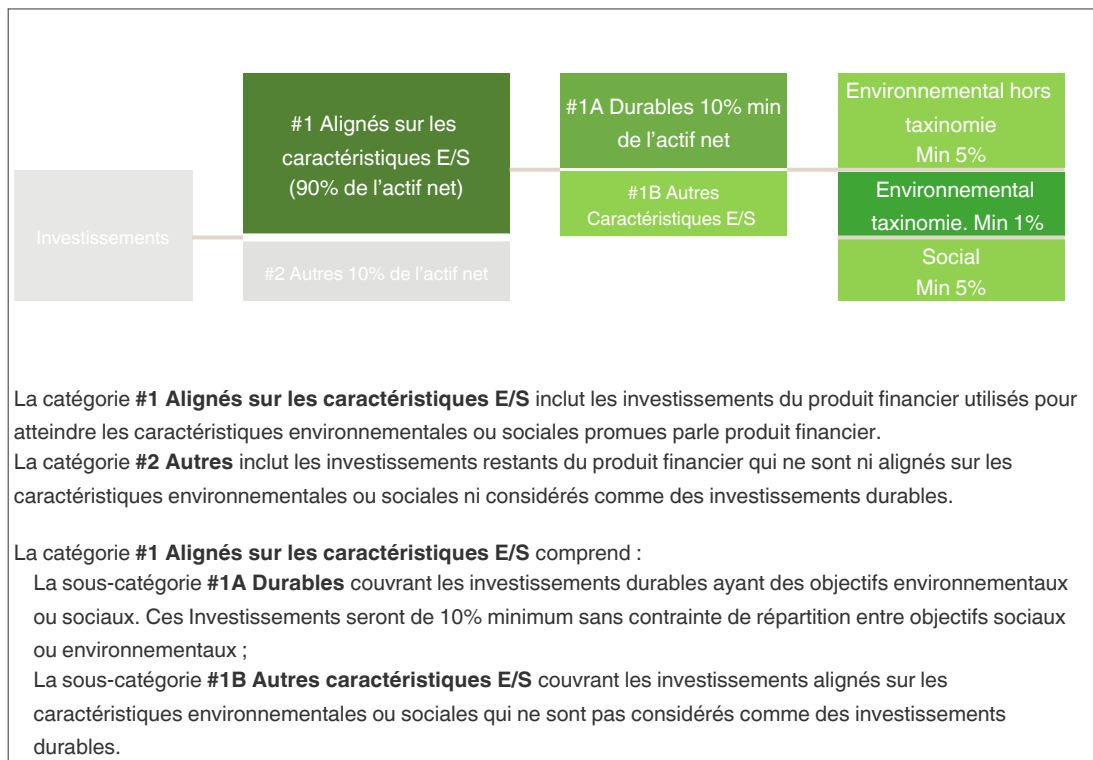 Investissements
#1 Alignés sur les
caractéristiques E/S
(90% de l'actif net)
#2 Autres 10% de l'actif net
#1A Durables 10% min
de l'actif net
#1B Autres
Caractéristiques E/S
Environnemental hors
taxinomie
Min 5%
Environnemental
taxinomie. Min 1%
Social
Min 5%
La catégorie #1 Alignés sur les caractéristiques E/S inclut les investissements du produit financier utilisés pour
atteindre les caractéristiques environnementales ou sociales promues parle produit financier.
La catégorie #2 Autres inclut les investissements restants du produit financier qui ne sont ni alignés sur les
caractéristiques environnementales ou sociales ni considérés comme des investissements durables.
La catégorie #1 Alignés sur les caractéristiques E/S comprend :
La sous-catégorie #1A Durables couvrant les investissements durables ayant des objectifs environnementaux
ou sociaux. Ces Investissements seront de 10% minimum sans contrainte de répartition entre objectifs sociaux
ou environnementaux ;
La sous-catégorie #1B Autres caractéristiques E/S couvrant les investissements alignés sur les
caractéristiques environnementales ou sociales qui ne sont pas considérés comme des investissements
durables.